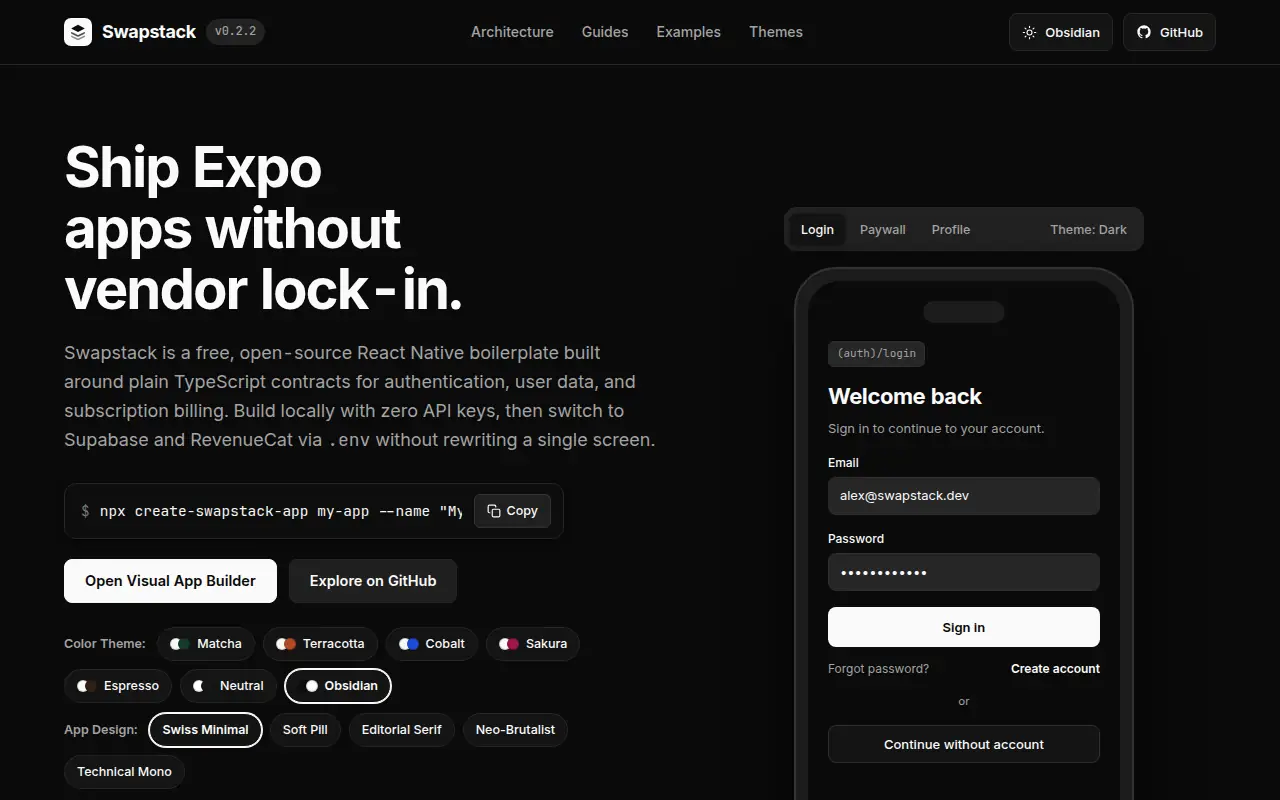 Swapstack v0.2.2
Architecture
Guides
Examples
Themes
Obsidian
GitHub
Ship Expo
apps without
vendor lock-in.
Swapstack is a free, open-source React Native boilerplate built
around plain TypeScript contracts for authentication, user data, and
subscription billing. Build locally with zero API keys, then switch to
Supabase and RevenueCat via .env without rewriting a single screen.
$ npx create-swapstack-app my-app --name "My
Copy
Open Visual App Builder
Explore on GitHub
Color Theme: Matcha Terracotta Cobalt Sakura
Espresso Neutral Obsidian
App Design: Swiss Minimal Soft Pill Editorial Serif Neo-Brutalist
Technical Mono
Login Paywall Profile Theme: Dark
(auth)/login
Welcome back
Sign in to continue to your account.
Email
alex@swapstack.dev
Password
••••••••••••
Sign in
Forgot password? Create account
or
Continue without account